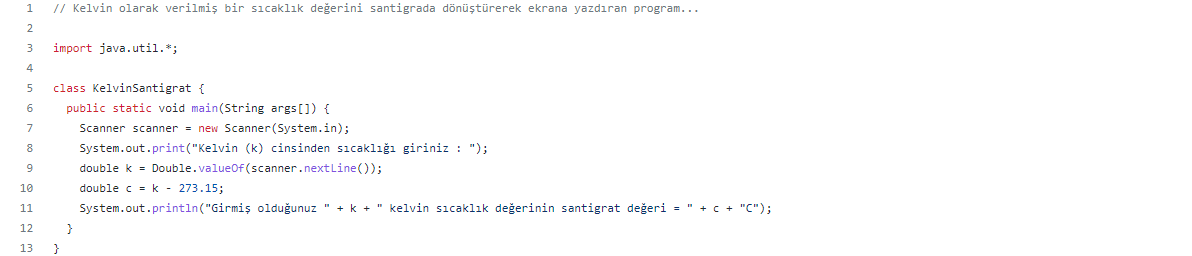 1 // Kelvin olarak verilmiş bir sıcaklık değerini santigrada dönüştürerek ekrana yazdıran program...
2
3 import java.util.*;
4
5 class KelvinSantigrat {
6 public static void main(String args[]) {
7 Scanner scanner = new Scanner(System.in);
8 System.out.print("Kelvin (k) cinsinden sıcaklığı giriniz : ");
9 double k = Double.valueOf(scanner.nextLine());
10 double c = k - 273.15;
11 System.out.println("Girmiş olduğunuz " + k + " kelvin sıcaklık değerinin santigrat değeri = " + c + "C");
12 }
13 }